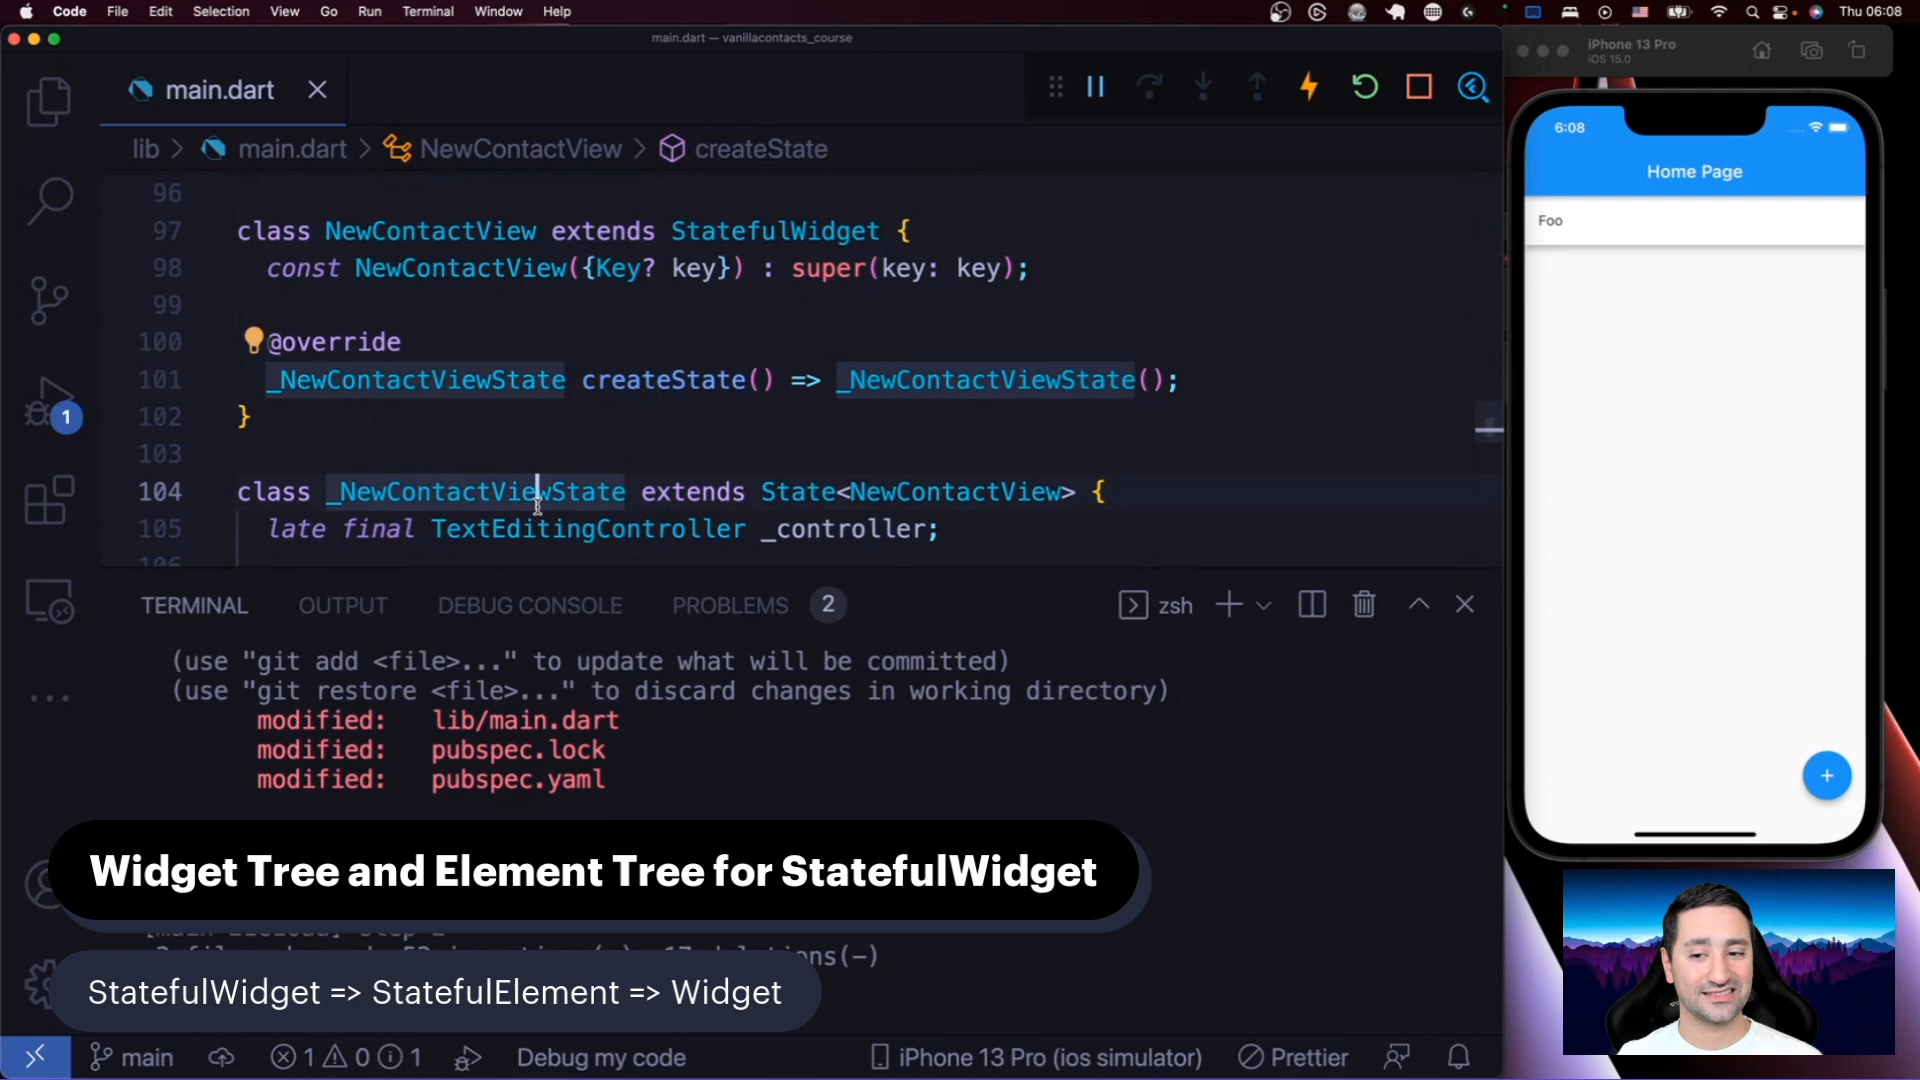 Code File Edit Selection View Go Run Terminal Window Help
Thu 06:08
main.dart — vanillacontacts_course
main.dart
lib > main.dart > NewContactView > createState
96
97 class NewContactView extends StatefulWidget {
98 const NewContactView({Key? key}) : super(key: key);
99
100 @override
101 _NewContactViewState createState() => _NewContactViewState();
102 }
103
104 class _NewContactViewState extends State<NewContactView> {
105 late final TextEditingController _controller;
106
1
TERMINAL OUTPUT DEBUG CONSOLE PROBLEMS 2
zsh
(use "git add <file>..." to update what will be committed)
(use "git restore <file>..." to discard changes in working directory)
modified: lib/main.dart
modified: pubspec.lock
modified: pubspec.yaml
Widget Tree and Element Tree for StatefulWidget
StatefulWidget => StatefulElement => Widget
main 1 0 1 Debug my code iPhone 13 Pro (ios simulator) Prettier
iPhone 13 Pro
iOS 15.0
6:08
Home Page
Foo
+